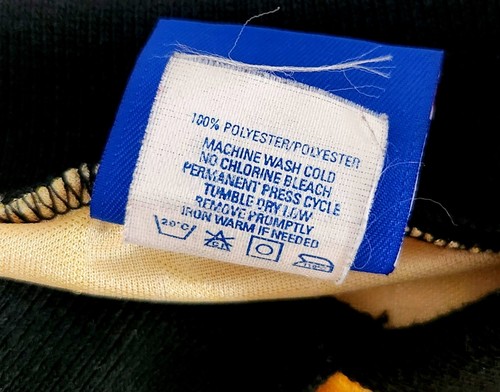 100% POLYESTER/POLYESTER
MACHINE WASH COLD
NO CHLORINE BLEACH
PERMANENT PRESS CYCLE
TUMBLE DRY LOW
REMOVE PROMPTLY
IRON WARM IF NEEDED
20°C